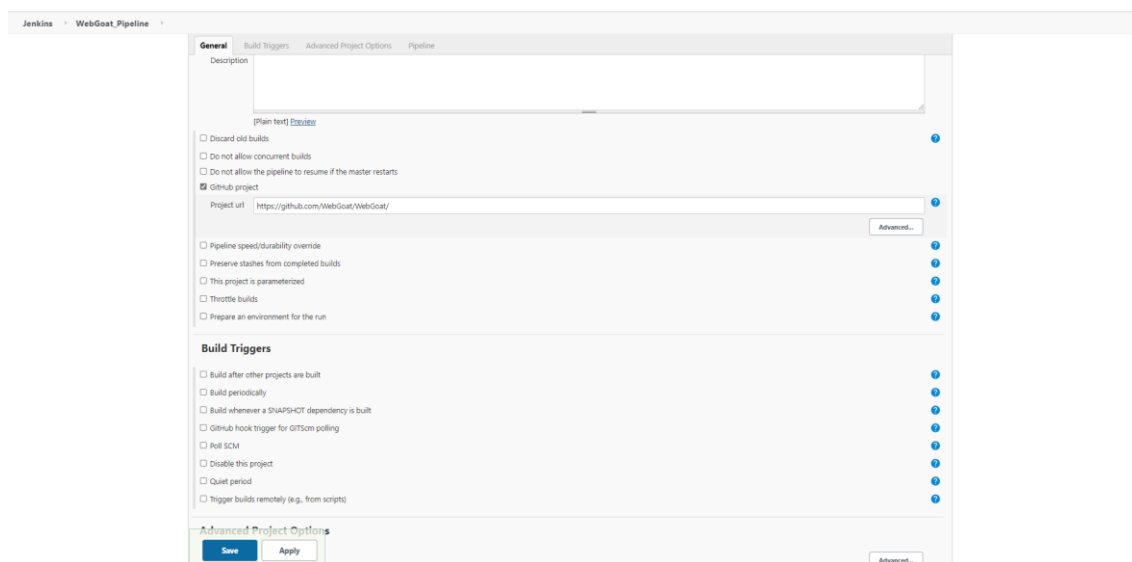 Jenkins WebGoat_Pipeline
General Build Triggers Advanced Project Options Pipeline
Description
[Plain text] Preview
Discard old builds
Do not allow concurrent builds
Do not allow the pipeline to resume if the master restarts
GitHub project
Project url https://github.com/WebGoat/WebGoat/
Advanced...
Pipeline speed/durability override
Preserve stashes from completed builds
This project is parameterized
Throttle builds
Prepare an environment for the run
Build Triggers
Build after other projects are built
Build periodically
Build whenever a SNAPSHOT dependency is built
GitHub hook trigger for GITScm polling
Poll SCM
Disable this project
Quiet period
Trigger builds remotely (e.g., from scripts)
Advanced Project Options
Save Apply
Advanced...